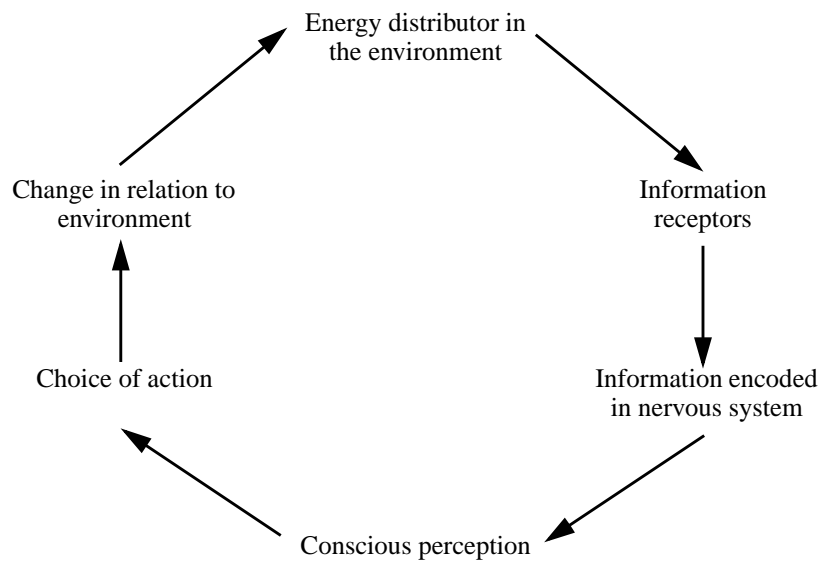 Energy distributor in
the environment
Change in relation to
environment
Information
receptors
Choice of action
Information encoded
in nervous system
Conscious perception